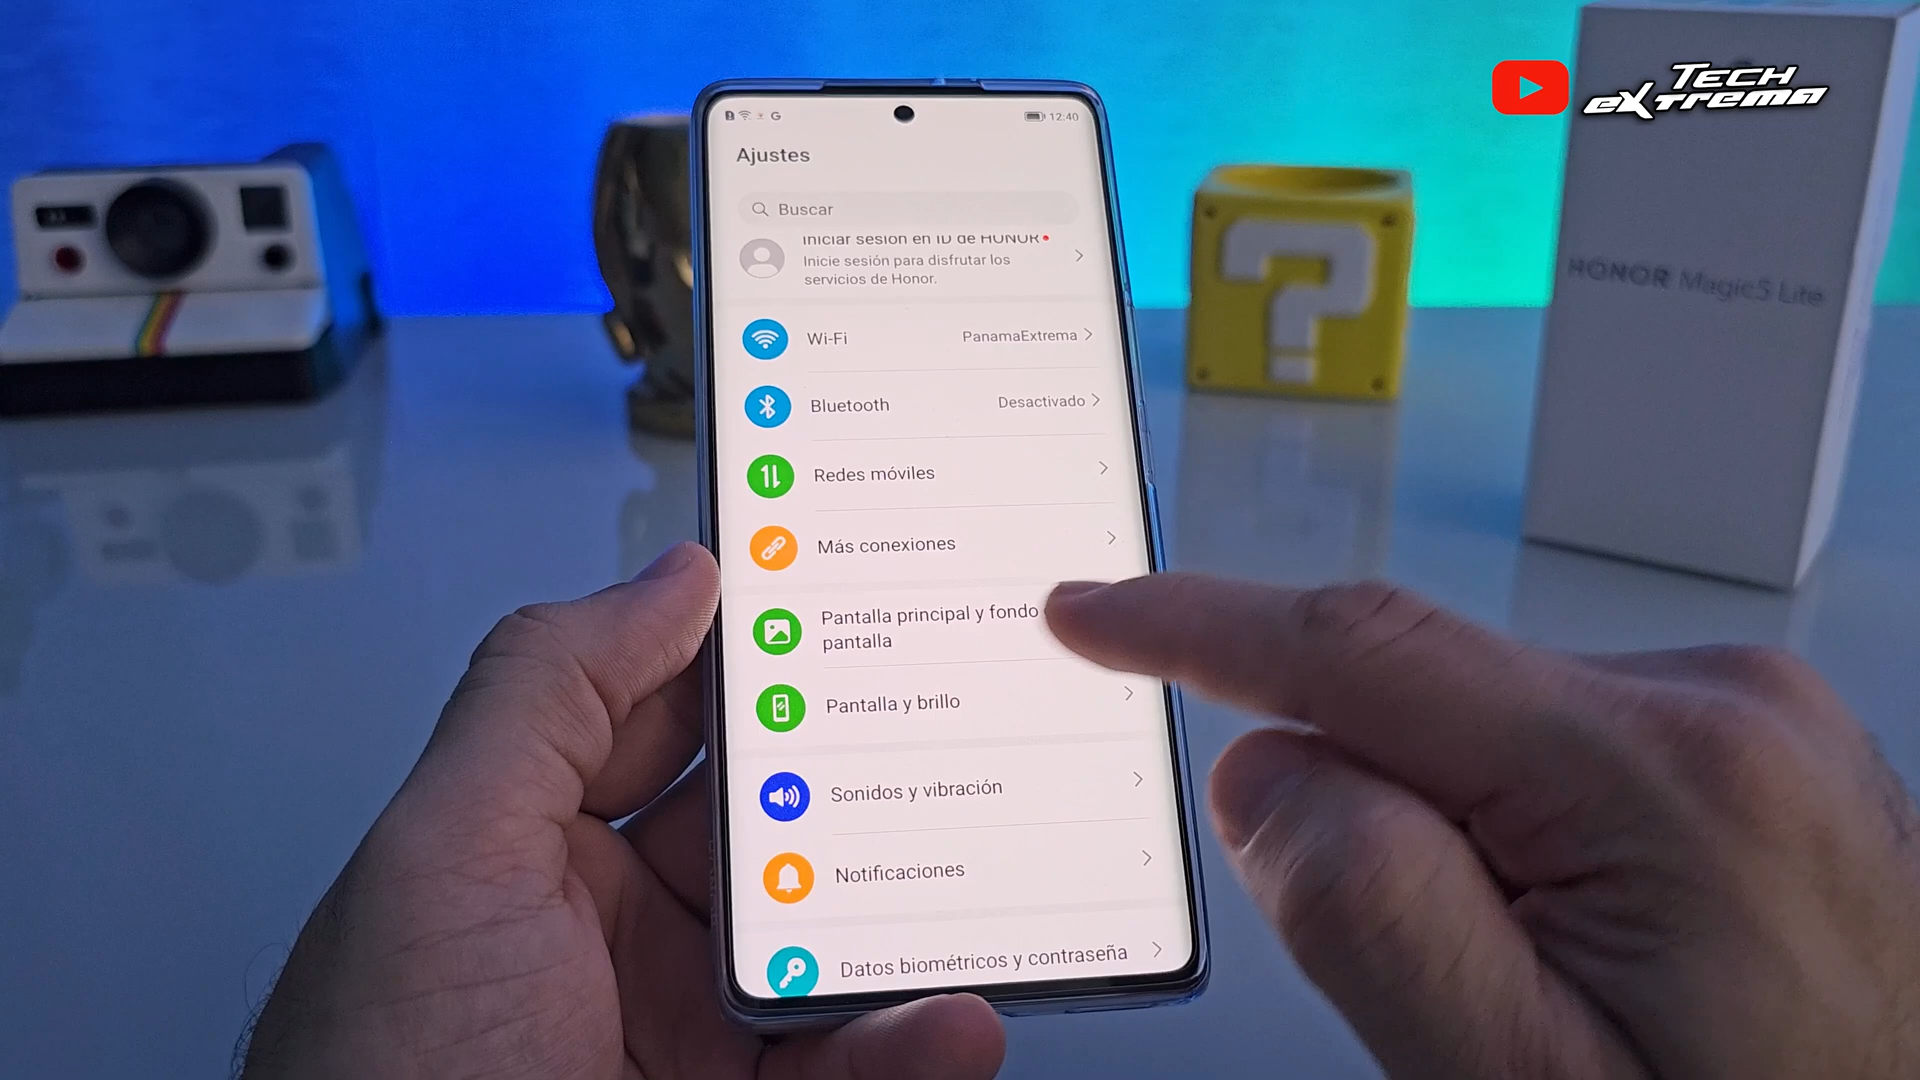 TECH
eXTrema
G
12:40
Ajustes
Buscar
Iniciar sesión en ID de HONOR
Inicie sesión para disfrutar los
servicios de Honor.
Wi-Fi
PanamaExtrema
Bluetooth
Desactivado
Redes móviles
Más conexiones
Pantalla principal y fondo
pantalla
Pantalla y brillo
Sonidos y vibración
Notificaciones
Datos biométricos y contraseña
?
HONOR Magic5 Lite